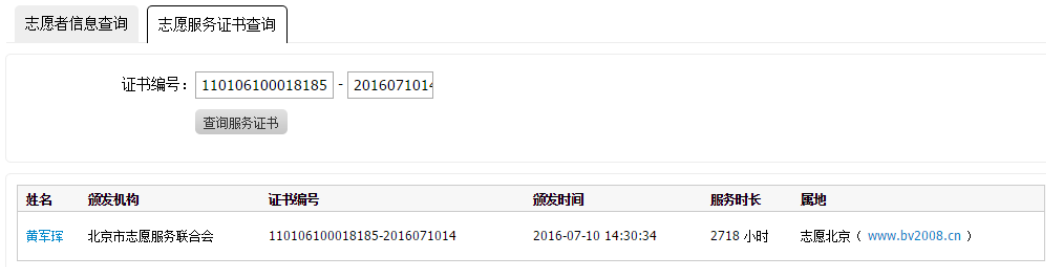 志愿者信息查询 志愿服务证书查询
证书编号： 110106100018185 - 2016071014
查询服务证书
姓名 颁发机构 证书编号 颁发时间 服务时长 属地
黄军珲 北京市志愿服务联合会 110106100018185-2016071014 2016-07-10 14:30:34 2718 小时 志愿北京（ www.bv2008.cn ）